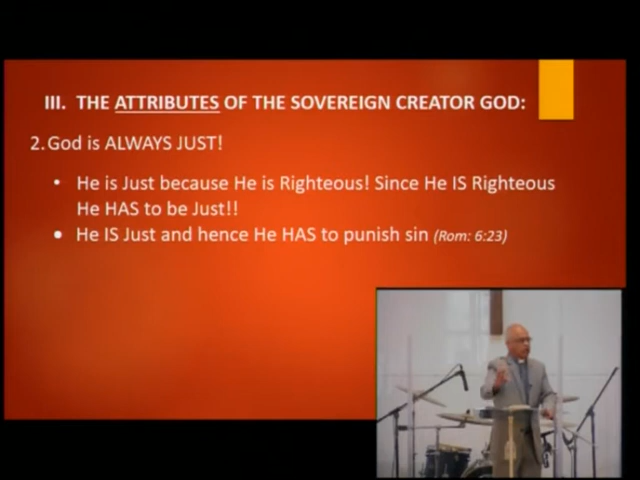 III. THE ATTRIBUTES OF THE SOVEREIGN CREATOR GOD:
2. God is ALWAYS JUST!
• He is Just because He is Righteous! Since He IS Righteous
He HAS to be Just!!
• He IS Just and hence He HAS to punish sin (Rom: 6:23)